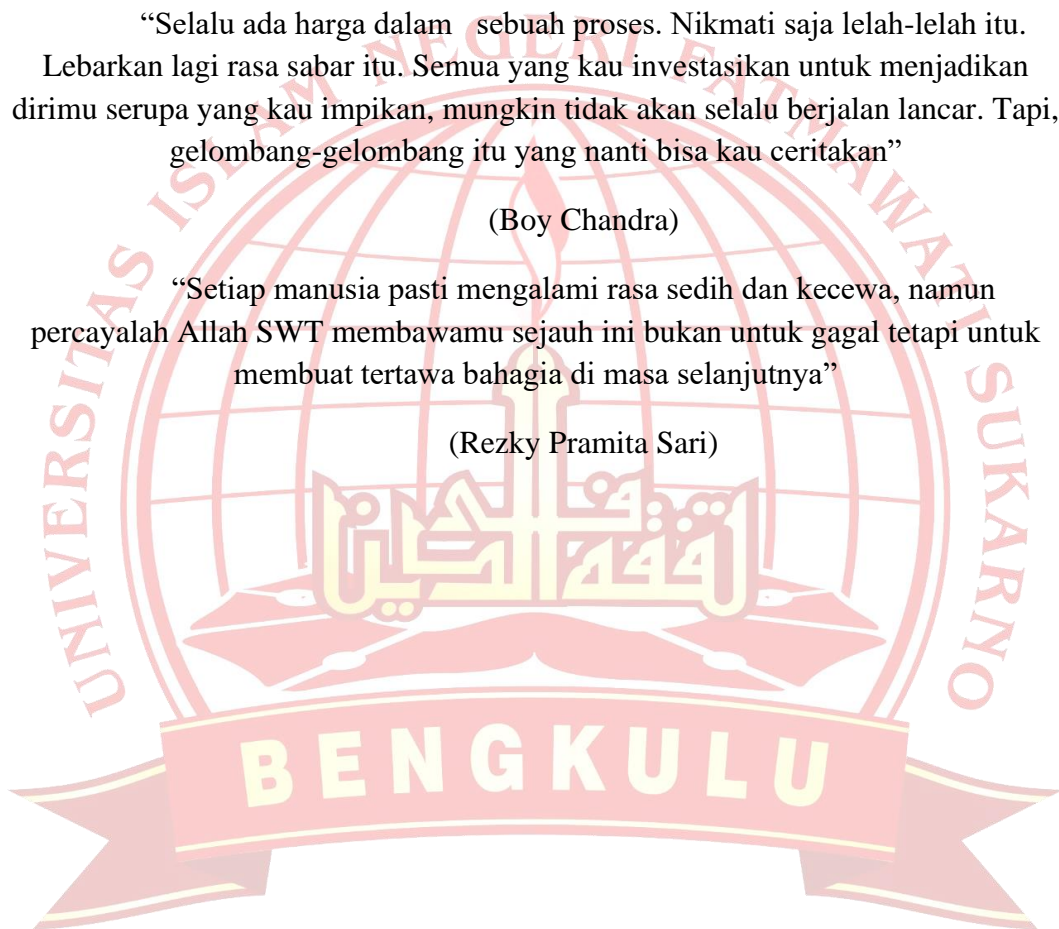 “Selalu ada harga dalam sebuah proses. Nikmati saja lelah-lelah itu.
Lebarkan lagi rasa sabar itu. Semua yang kau investasikan untuk menjadikan
dirimu serupa yang kau impikan, mungkin tidak akan selalu berjalan lancar. Tapi,
gelombang-gelombang itu yang nanti bisa kau ceritakan”
(Boy Chandra)
“Setiap manusia pasti mengalami rasa sedih dan kecewa, namun
percayalah Allah SWT membawamu sejauh ini bukan untuk gagal tetapi untuk
membuat tertawa bahagia di masa selanjutnya”
(Rezky Pramita Sari)
UNIVERSITAS ISLAM NEGERI FATMAWATI SUKARNO
BENGKULU